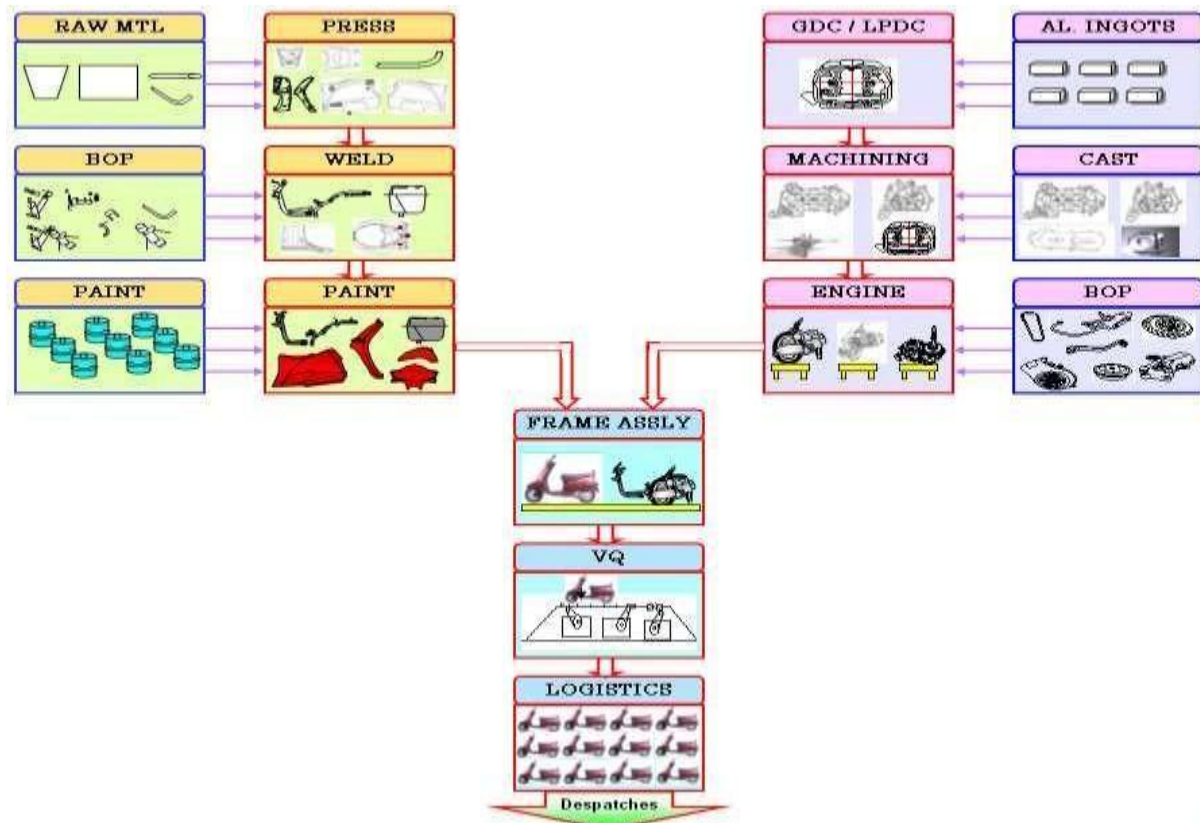 RAW MTL
PRESS
GDC / LPDC
AL. INGOTS
BOP
WELD
MACHINING
CAST
PAINT
PAINT
ENGINE
BOP
FRAME ASSLY
VQ
LOGISTICS
Despatches